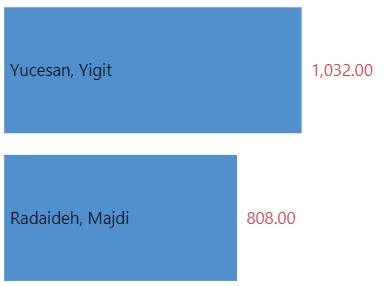 Yucesan, Yigit 1,032.00
Radaideh, Majdi 808.00